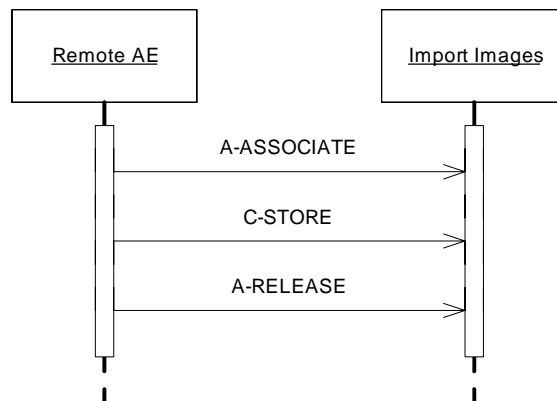 Remote AE
Import Images
A-ASSOCIATE
C-STORE
A-RELEASE